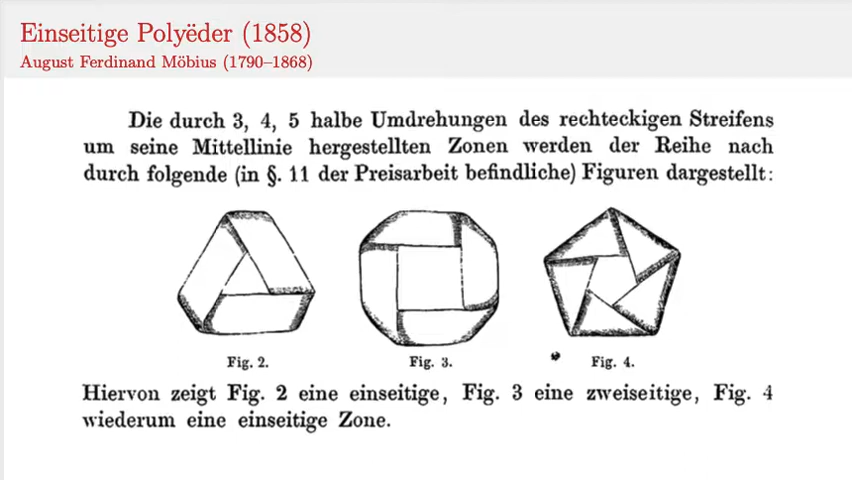 Einseitige Polyëder (1858)
August Ferdinand Möbius (1790–1868)
Die durch 3, 4, 5 halbe Umdrehungen des rechteckigen Streifens
um seine Mittellinie hergestellten Zonen werden der Reihe nach
durch folgende (in §. 11 der Preisarbeit befindliche) Figuren dargestellt:
Fig. 2. Fig. 3. Fig. 4.
Hiervon zeigt Fig. 2 eine einseitige, Fig. 3 eine zweiseitige, Fig. 4
wiederum eine einseitige Zone.